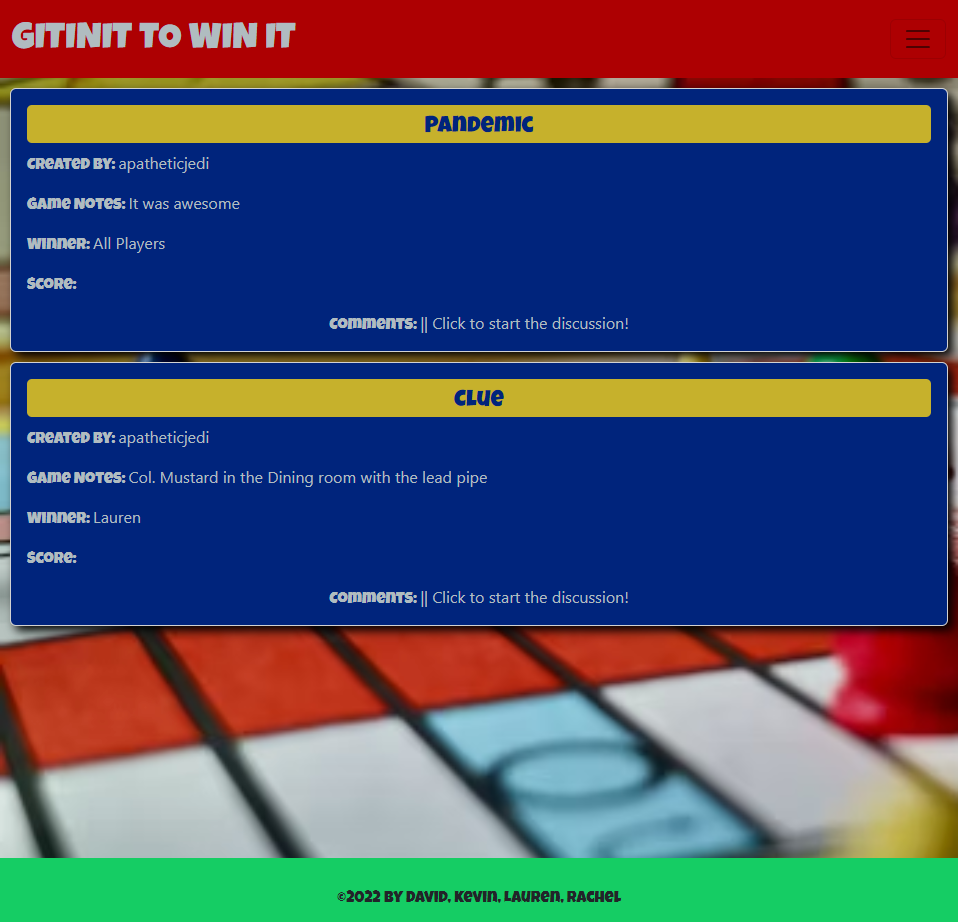 GITINIT TO WIN IT
Pandemic
Created by: apatheticjedi
Game Notes: It was awesome
Winner: All Players
Score:
Comments: || Click to start the discussion!
Clue
Created by: apatheticjedi
Game Notes: Col. Mustard in the Dining room with the lead pipe
Winner: Lauren
Score:
Comments: || Click to start the discussion!
©2022 by David, Kevin, Lauren, Rachel